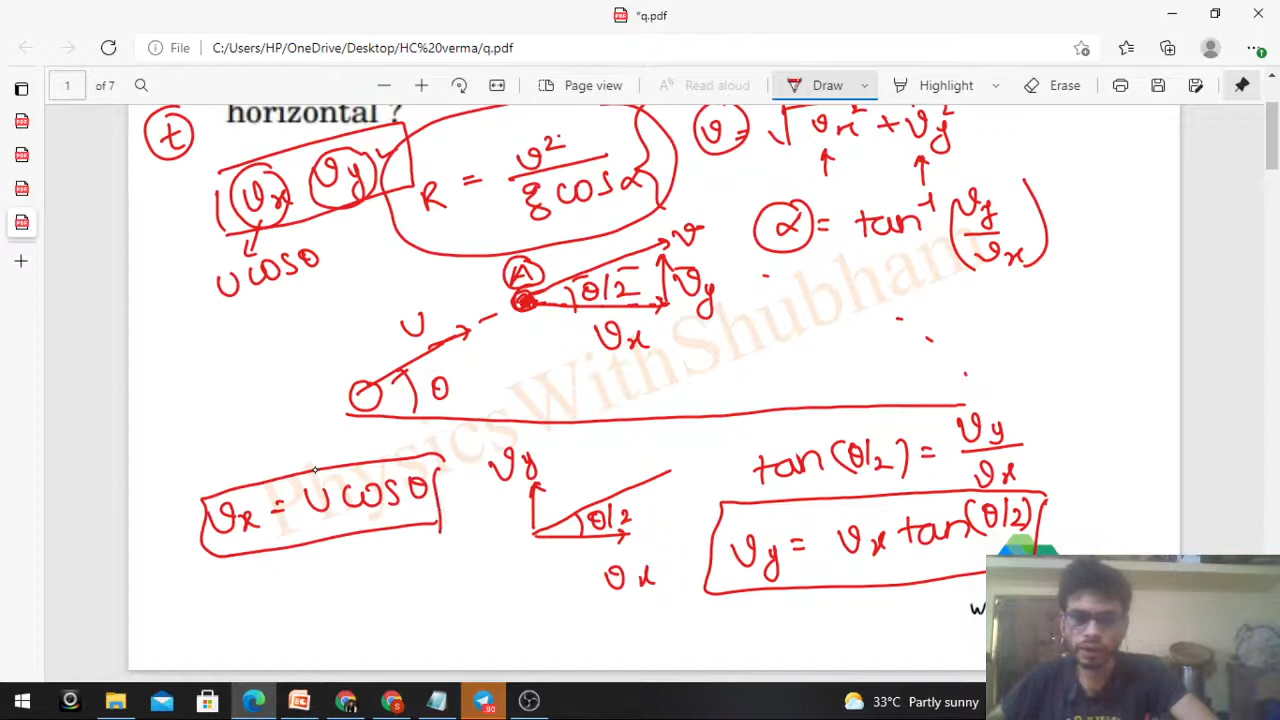 *q.pdf
File C:/Users/HP/OneDrive/Desktop/HC%20verma/q.pdf
1 of 7 Page view Read aloud Draw Highlight Erase
horizontal ?
t
vx vy
R = v² / g cos α
v = √vx² + vy²
u cos θ
α = tan⁻¹ (vy / vx)
A
v
θ/2
vy
vx
u
θ
PhysicsWithShubham
tan (θ/2) = vy / vx
vx = u cos θ
vy
θ/2
vx
vy = vx tan (θ/2)
90
33°C Partly sunny